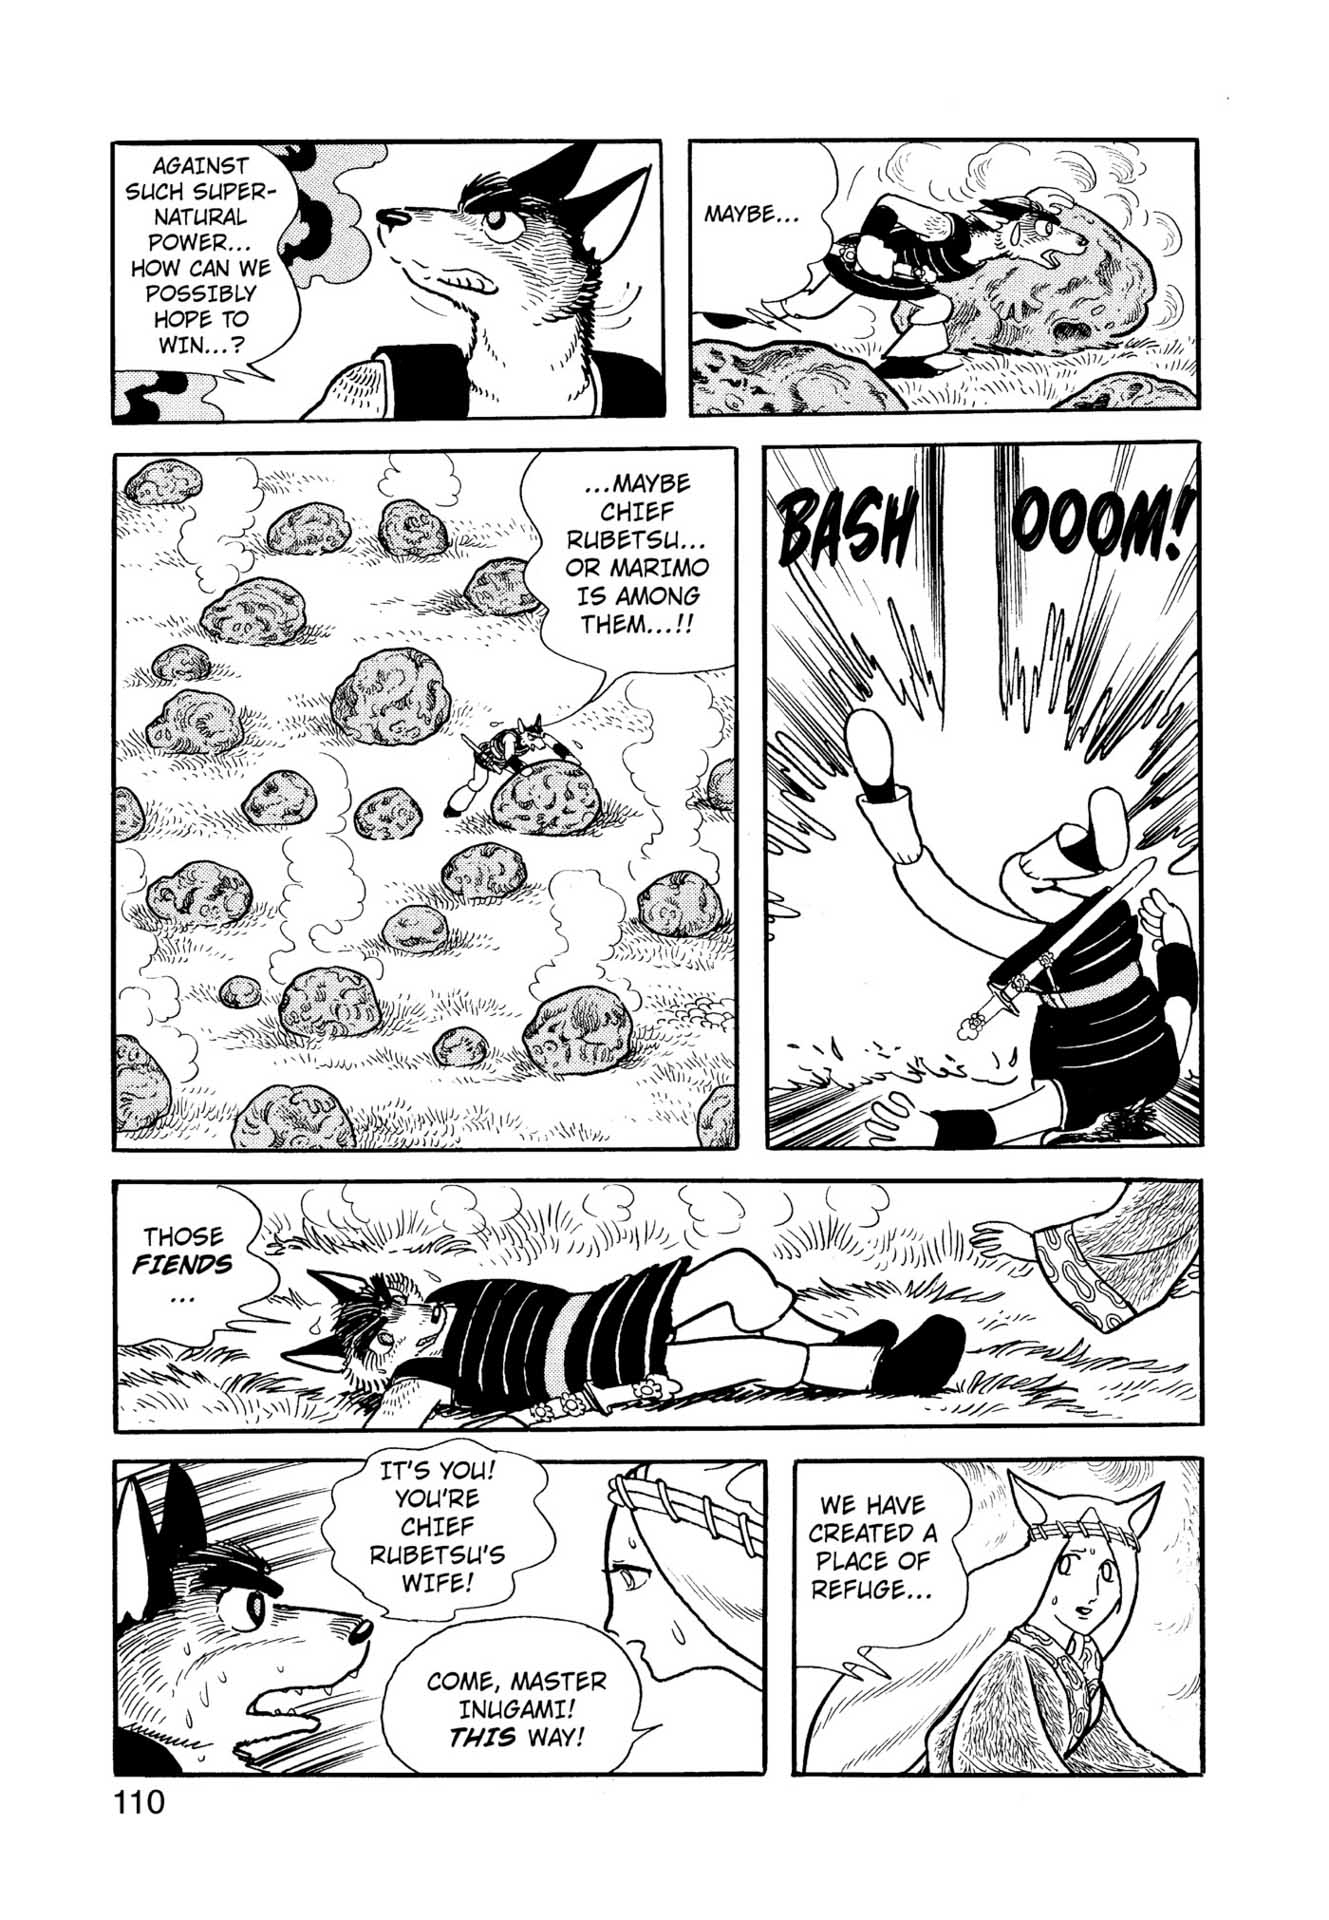 AGAINST
SUCH SUPER-
NATURAL
POWER...
HOW CAN WE
POSSIBLY
HOPE TO
WIN...?
MAYBE...
...MAYBE
CHIEF
RUBETSU...
OR MARIMO
IS AMONG
THEM...!!
BASH OOOM!
THOSE
FIENDS
...
IT'S YOU!
YOU'RE
CHIEF
RUBETSU'S
WIFE!
COME, MASTER
INUGAMI!
THIS WAY!
WE HAVE
CREATED A
PLACE OF
REFUGE...
110